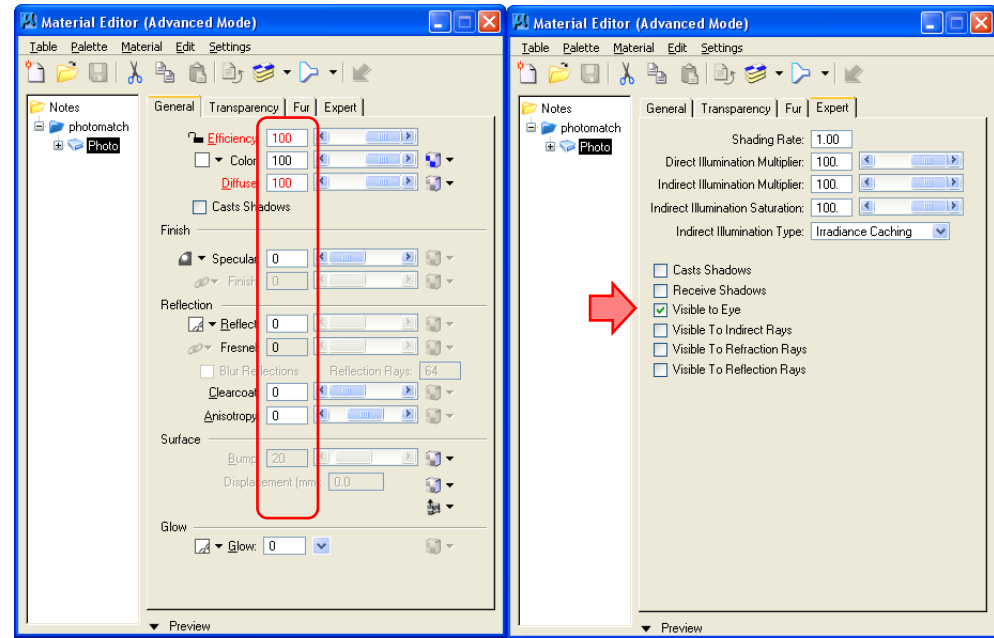 Material Editor (Advanced Mode)
Table Palette Material Edit Settings
Notes
photomatch
Photo
General Transparency Fur Expert
Efficiency 100
Color 100
Diffuse 100
Casts Shadows
Finish
Specular 0
Finish 0
Reflection
Reflect 0
Fresnel 0
Blur Reflections Reflection Rays: 64
Clearcoat 0
Anisotropy 0
Surface
Bump 20
Displacement (mm) 0.0
Glow
Glow: 0
Preview
Material Editor (Advanced Mode)
Table Palette Material Edit Settings
Notes
photomatch
Photo
General Transparency Fur Expert
Shading Rate: 1.00
Direct Illumination Multiplier: 100.
Indirect Illumination Multiplier: 100.
Indirect Illumination Saturation: 100.
Indirect Illumination Type: Irradiance Caching
Casts Shadows
Receive Shadows
Visible to Eye
Visible To Indirect Rays
Visible To Refraction Rays
Visible To Reflection Rays
Preview